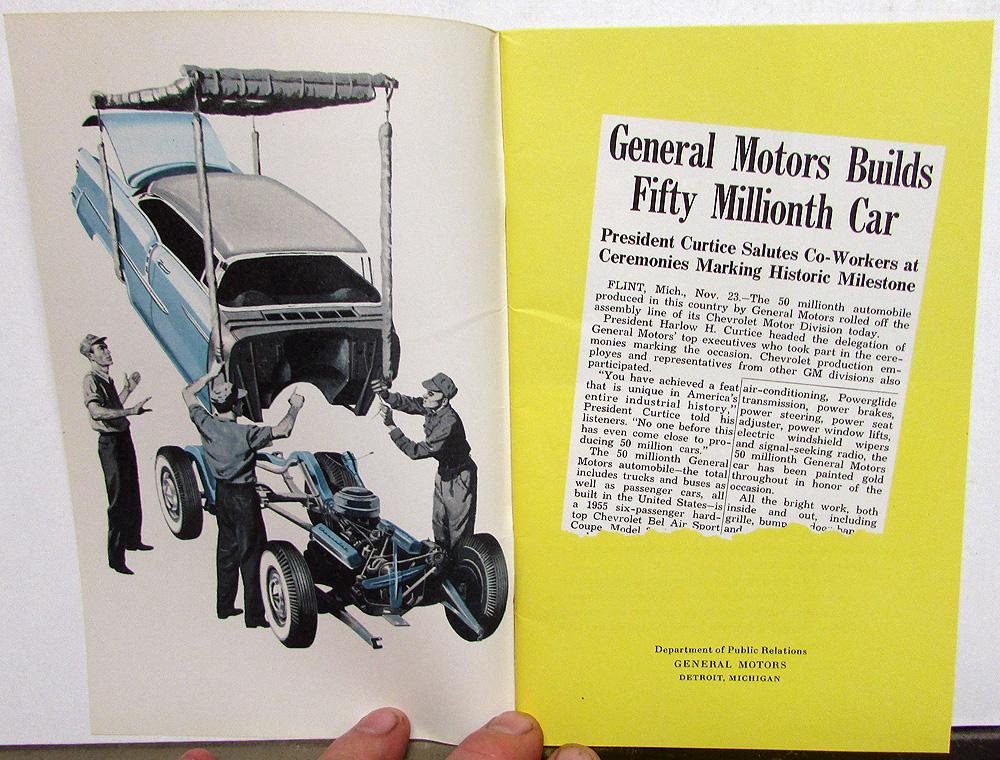 General Motors Builds
Fifty Millionth Car
President Curtice Salutes Co-Workers at
Ceremonies Marking Historic Milestone
FLINT, Mich., Nov. 23.—The 50 millionth automobile
produced in this country by General Motors rolled off the
assembly line of its Chevrolet Motor Division today.
President Harlow H. Curtice headed the delegation of
General Motors' top executives who took part in the cere-
monies marking the occasion. Chevrolet production em-
ployes and representatives from other GM divisions also
participated.
"You have achieved a feat
that is unique in America's
entire industrial history,"
President Curtice told his
listeners. "No one before this
has even come close to pro-
ducing 50 million cars."
The 50 millionth General
Motors automobile—the total
includes trucks and buses as
well as passenger cars, all
built in the United States—is
a 1955 six-passenger hard-
top Chevrolet Bel Air Sport
Coupe Model
air-conditioning, Powerglide
transmission, power brakes,
power steering, power seat
adjuster, power window lifts,
electric windshield wipers
and signal-seeking radio, the
50 millionth General Motors
car has been painted gold
throughout in honor of the
occasion.
All the bright work, both
inside and out, including
grille, bump
and
Department of Public Relations
GENERAL MOTORS
DETROIT, MICHIGAN